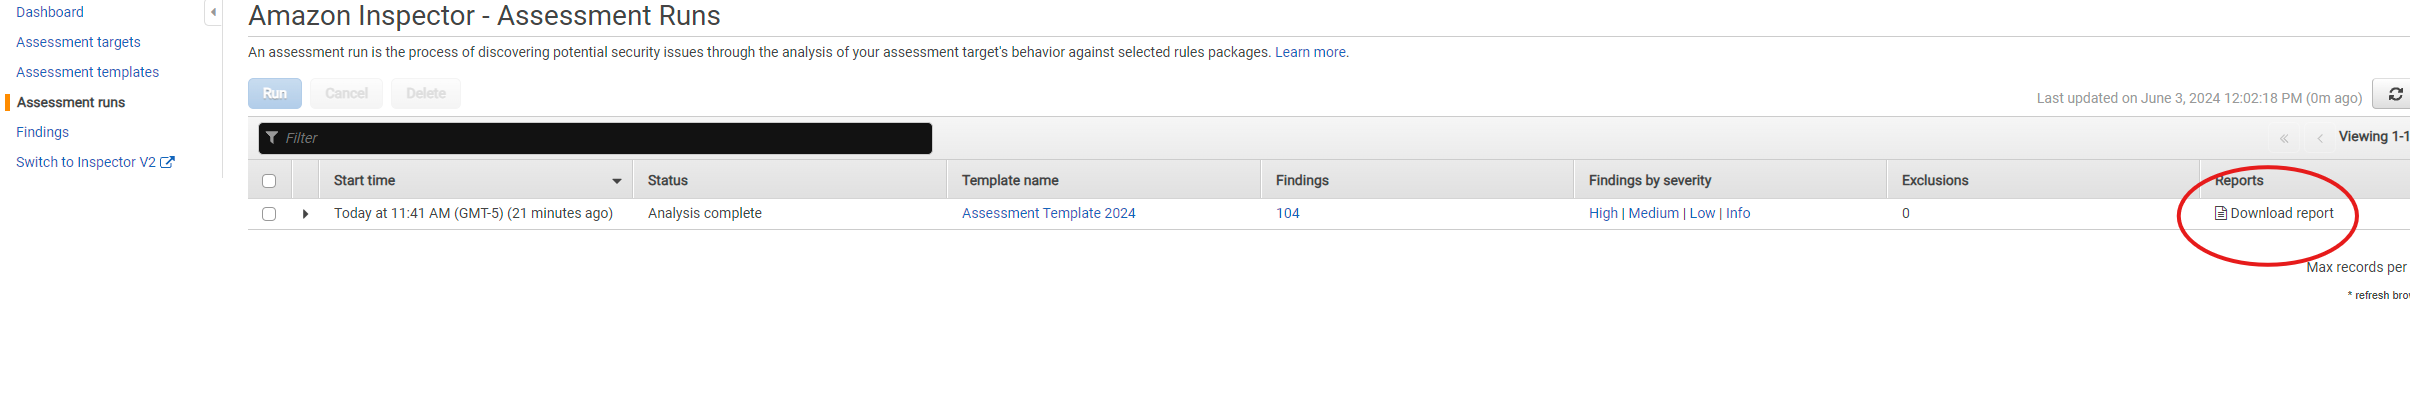 Dashboard
Assessment targets
Assessment templates
Assessment runs
Findings
Switch to Inspector V2
Amazon Inspector - Assessment Runs
An assessment run is the process of discovering potential security issues through the analysis of your assessment target's behavior against selected rules packages. Learn more.
Run Cancel Delete
Last updated on June 3, 2024 12:02:18 PM (0m ago)
Filter
« ‹ Viewing 1-1
Start time Status Template name Findings Findings by severity Exclusions Reports
Today at 11:41 AM (GMT-5) (21 minutes ago) Analysis complete Assessment Template 2024 104 High | Medium | Low | Info 0 Download report
Max records per
* refresh bro